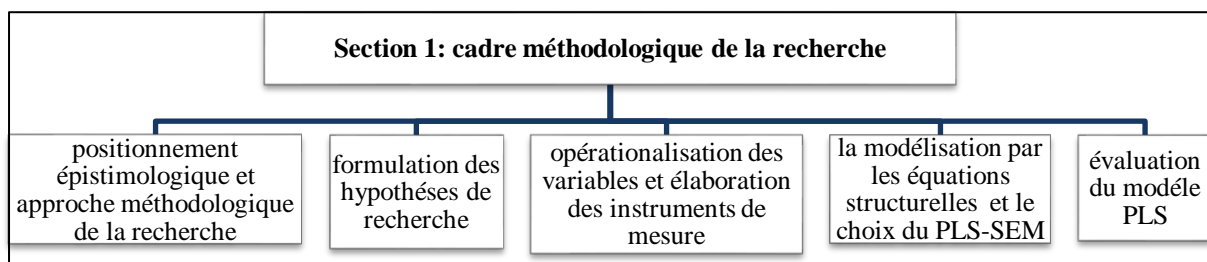 Section 1: cadre méthodologique de la recherche
positionnement
épistimologique et
approche méthodologique
de la recherche
formulation des
hypothéses de
recherche
opérationalisation des
variables et élaboration
des instruments de
mesure
la modélisation par
les équations
structurelles et le
choix du PLS-SEM
évaluation
du modéle
PLS